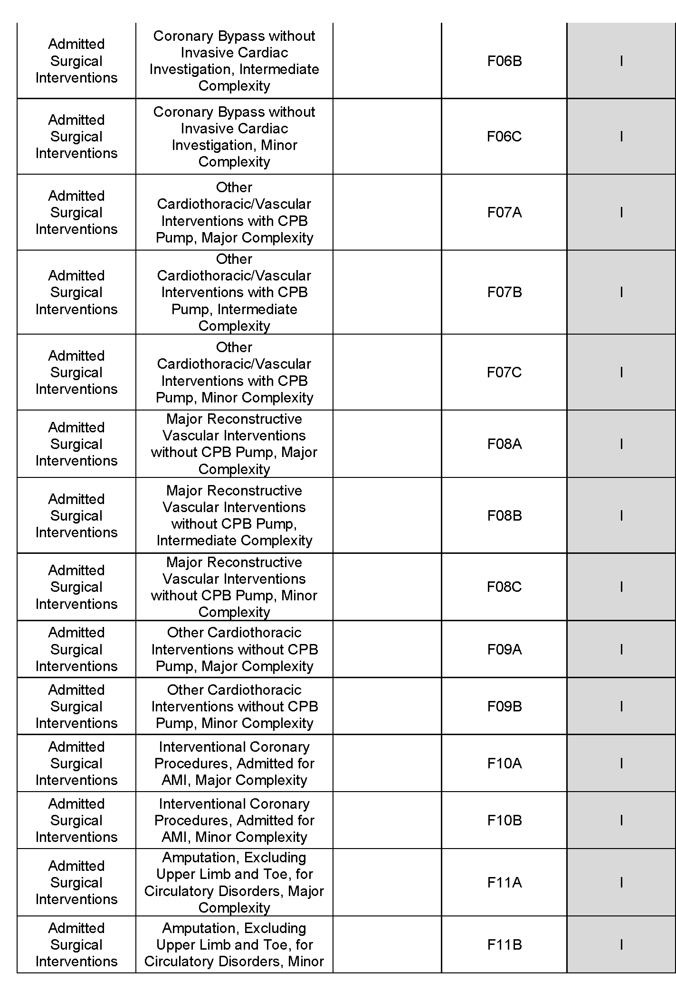 Admitted
Surgical
Interventions
Coronary Bypass without
Invasive Cardiac
Investigation, Intermediate
Complexity
F06B
I
Admitted
Surgical
Interventions
Coronary Bypass without
Invasive Cardiac
Investigation, Minor
Complexity
F06C
I
Admitted
Surgical
Interventions
Other
Cardiothoracic/Vascular
Interventions with CPB
Pump, Major Complexity
F07A
I
Admitted
Surgical
Interventions
Other
Cardiothoracic/Vascular
Interventions with CPB
Pump, Intermediate
Complexity
F07B
I
Admitted
Surgical
Interventions
Other
Cardiothoracic/Vascular
Interventions with CPB
Pump, Minor Complexity
F07C
I
Admitted
Surgical
Interventions
Major Reconstructive
Vascular Interventions
without CPB Pump, Major
Complexity
F08A
I
Admitted
Surgical
Interventions
Major Reconstructive
Vascular Interventions
without CPB Pump,
Intermediate Complexity
F08B
I
Admitted
Surgical
Interventions
Major Reconstructive
Vascular Interventions
without CPB Pump, Minor
Complexity
F08C
I
Admitted
Surgical
Interventions
Other Cardiothoracic
Interventions without CPB
Pump, Major Complexity
F09A
I
Admitted
Surgical
Interventions
Other Cardiothoracic
Interventions without CPB
Pump, Minor Complexity
F09B
I
Admitted
Surgical
Interventions
Interventional Coronary
Procedures, Admitted for
AMI, Major Complexity
F10A
I
Admitted
Surgical
Interventions
Interventional Coronary
Procedures, Admitted for
AMI, Minor Complexity
F10B
I
Admitted
Surgical
Interventions
Amputation, Excluding
Upper Limb and Toe, for
Circulatory Disorders, Major
Complexity
F11A
I
Admitted
Surgical
Interventions
Amputation, Excluding
Upper Limb and Toe, for
Circulatory Disorders, Minor
F11B
I